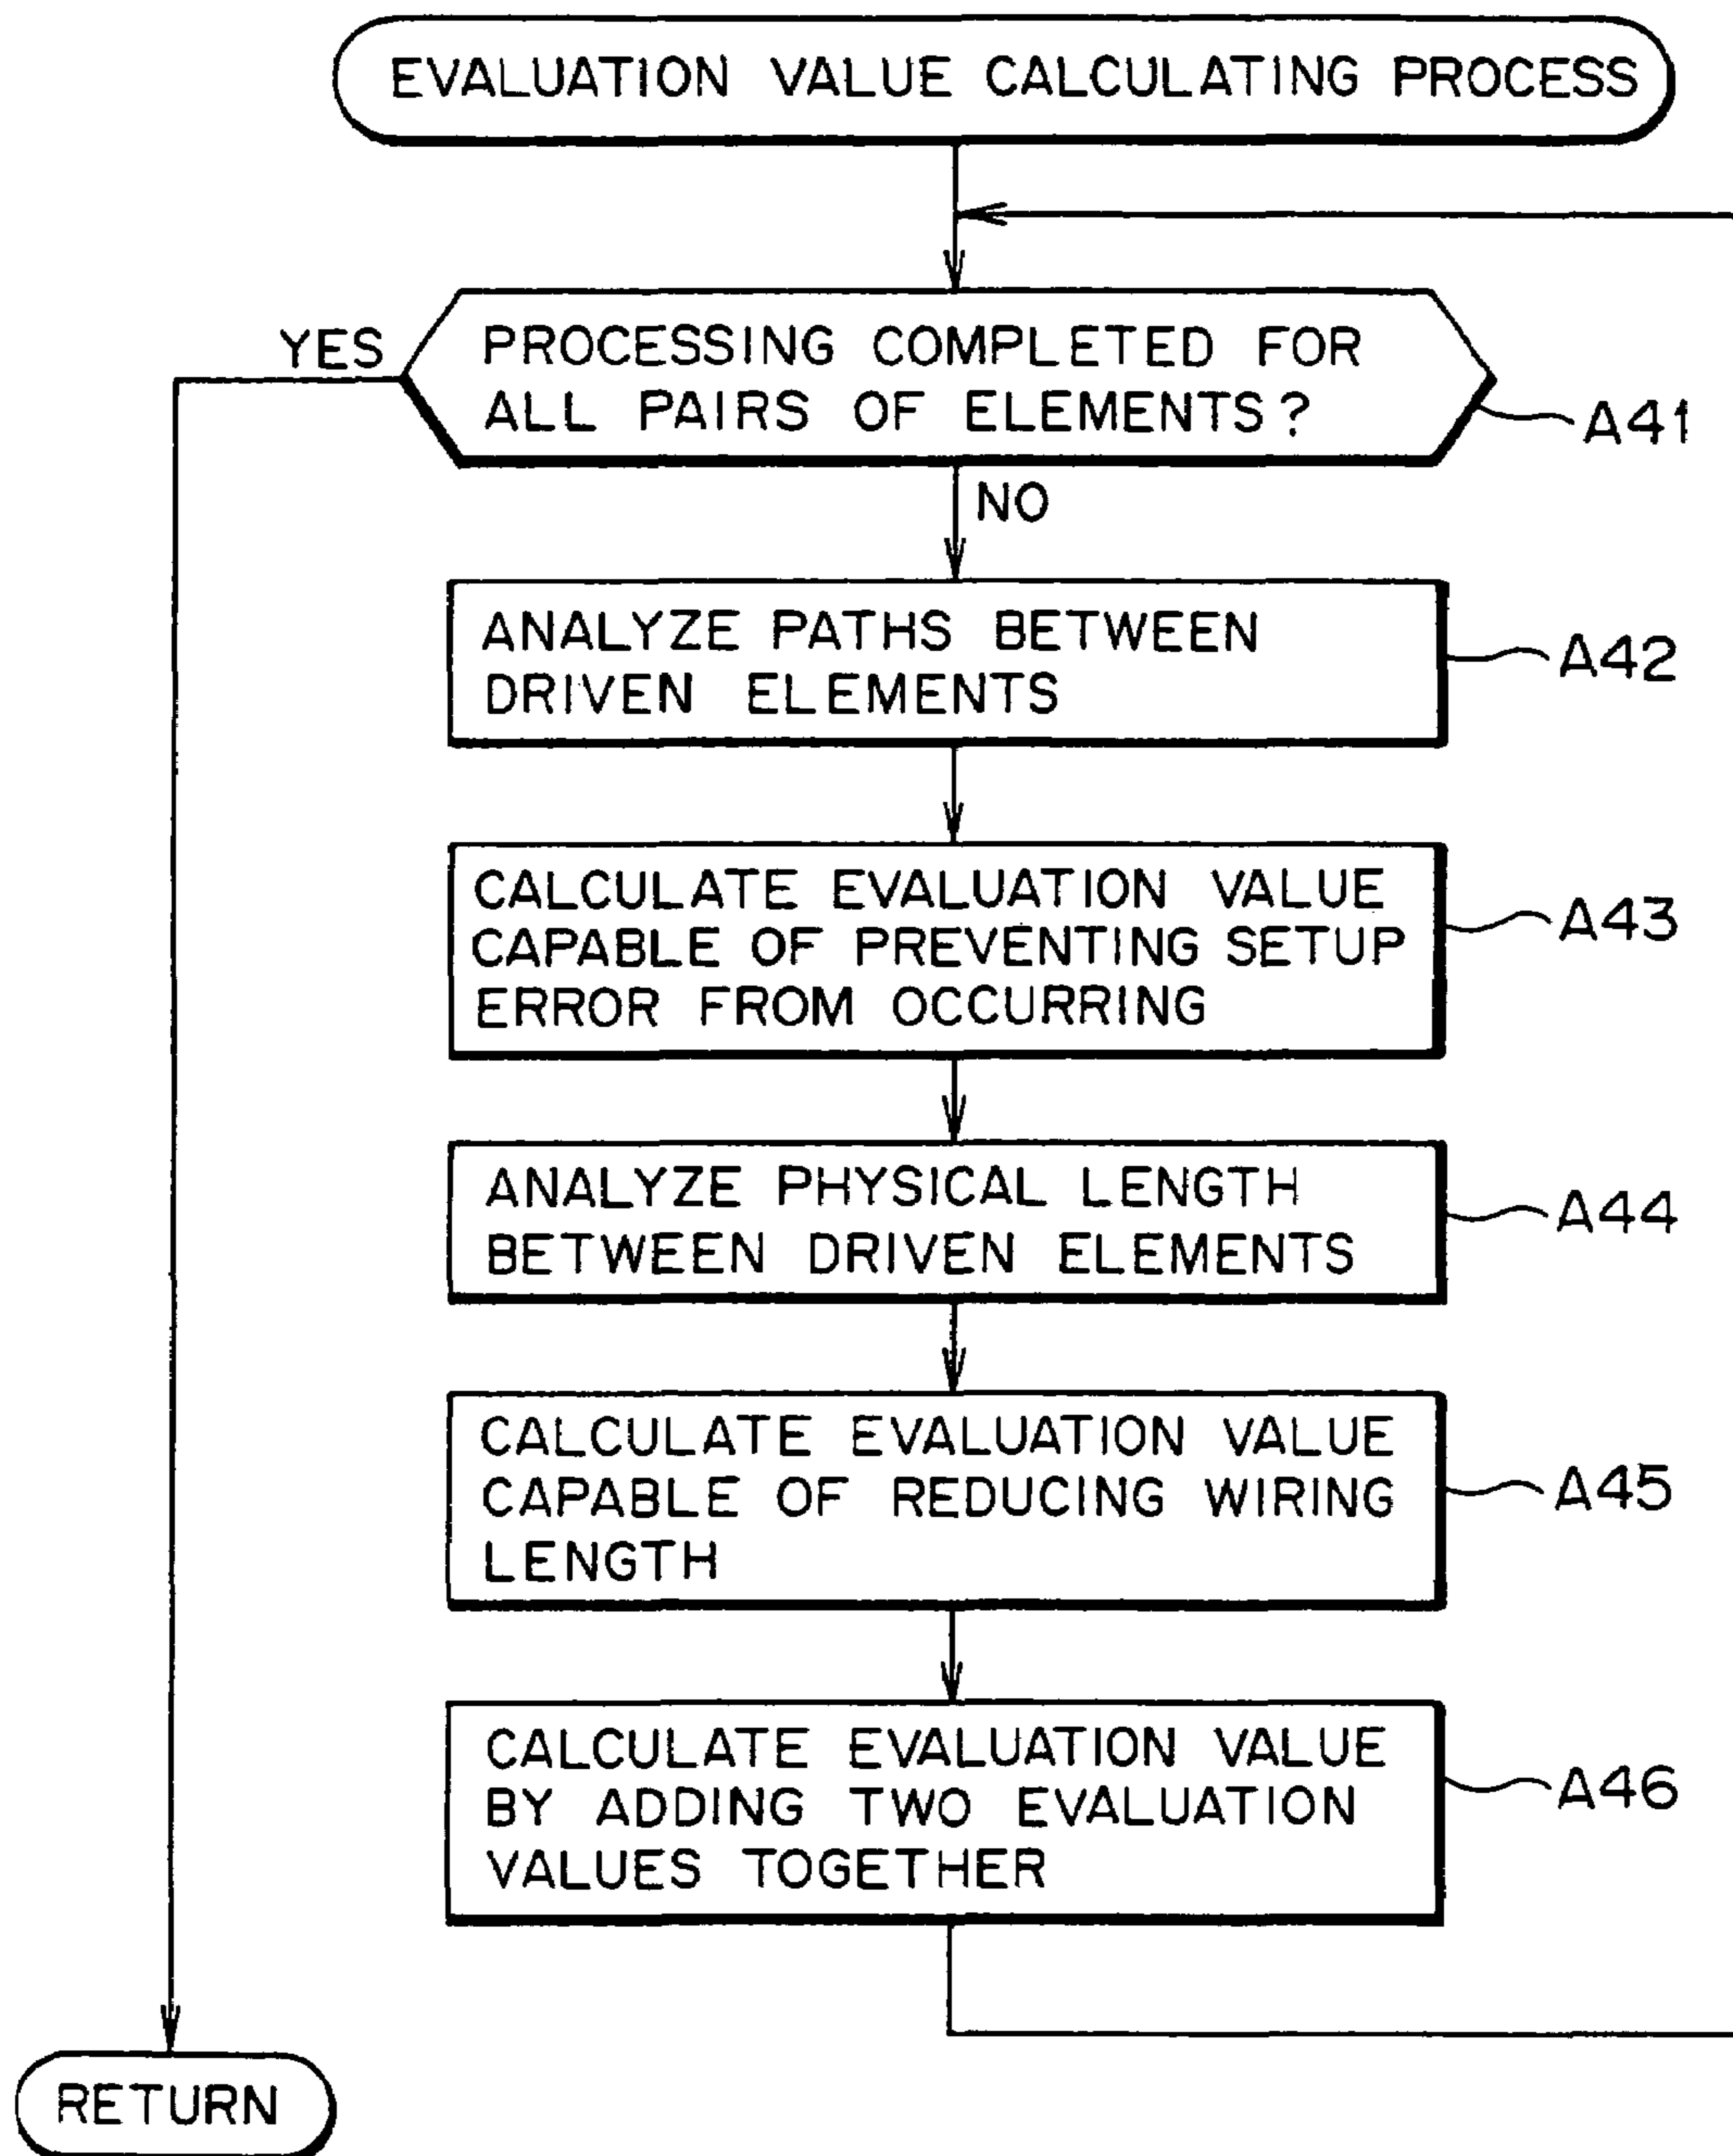 EVALUATION VALUE CALCULATING PROCESS
YES
PROCESSING COMPLETED FOR
ALL PAIRS OF ELEMENTS?
A41
NO
ANALYZE PATHS BETWEEN
DRIVEN ELEMENTS
A42
CALCULATE EVALUATION VALUE
CAPABLE OF PREVENTING SETUP
ERROR FROM OCCURRING
A43
ANALYZE PHYSICAL LENGTH
BETWEEN DRIVEN ELEMENTS
A44
CALCULATE EVALUATION VALUE
CAPABLE OF REDUCING WIRING
LENGTH
A45
CALCULATE EVALUATION VALUE
BY ADDING TWO EVALUATION
VALUES TOGETHER
A46
RETURN